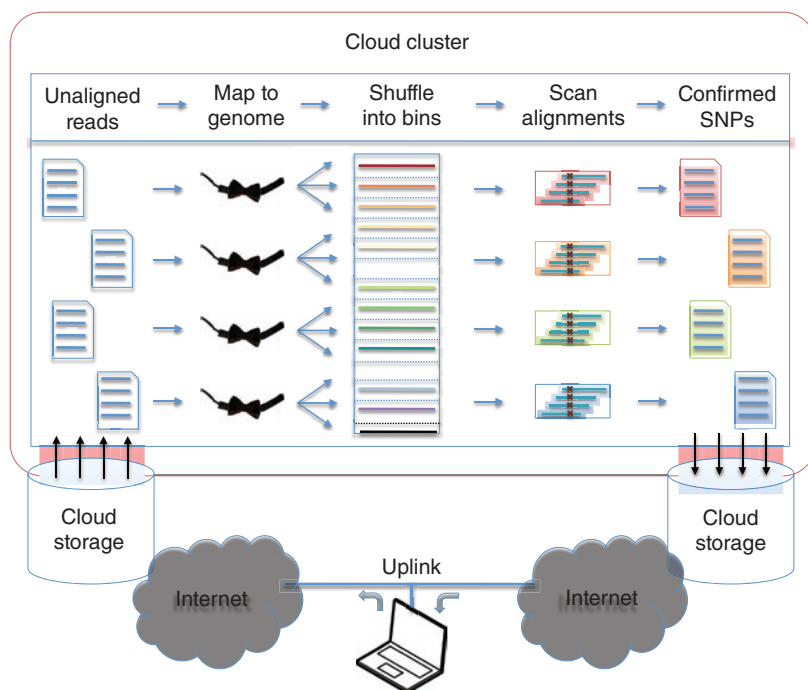 Cloud cluster
Unaligned reads
Map to genome
Shuffle into bins
Scan alignments
Confirmed SNPs
Cloud storage
Cloud storage
Uplink
Internet
Internet